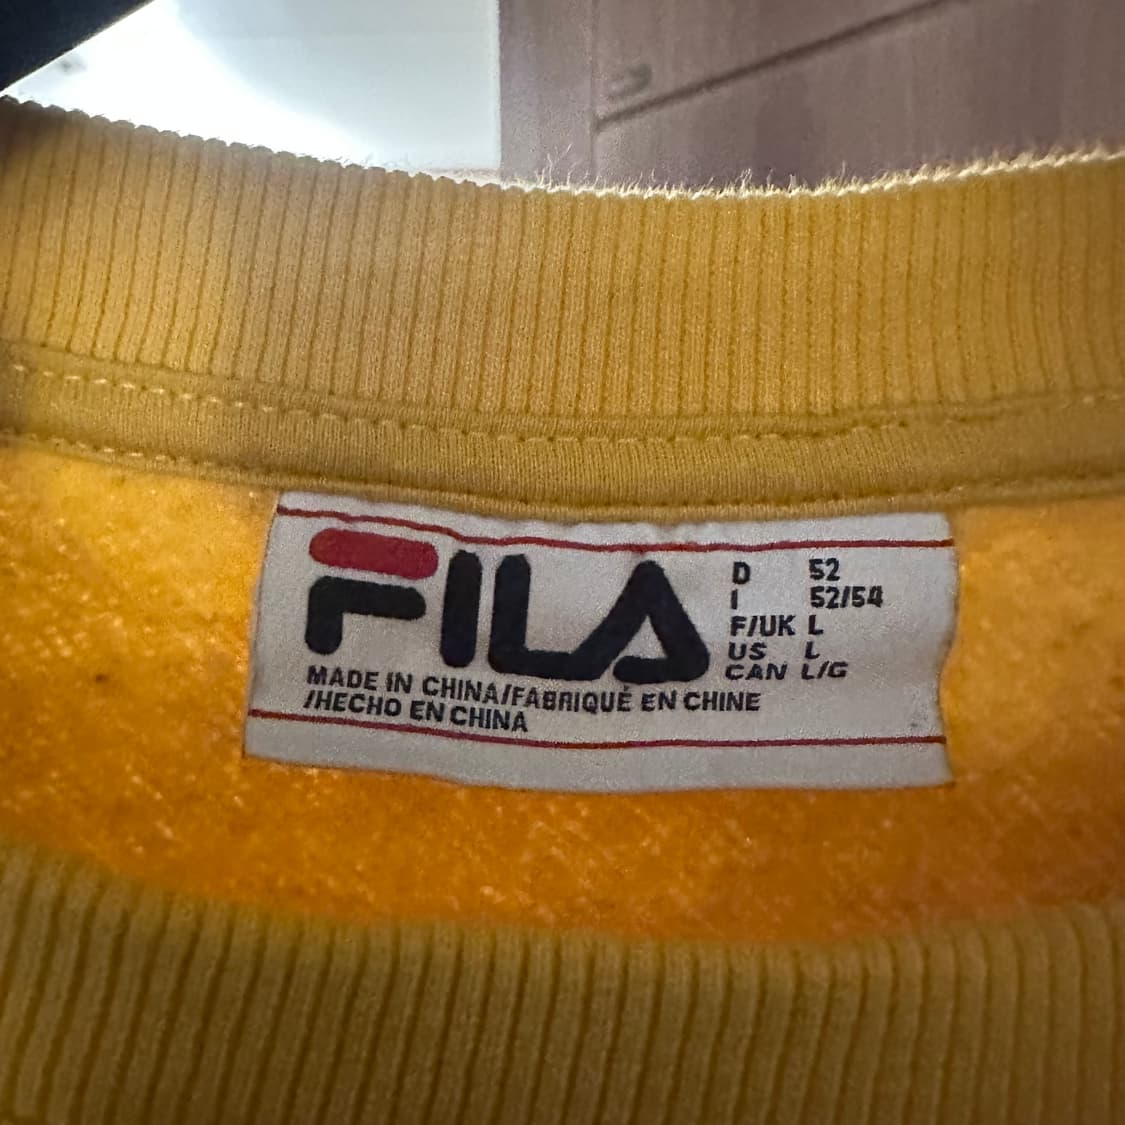 FILA
D 52
I 52/54
F/UK L
US L
CAN L/G
MADE IN CHINA/FABRIQUÉ EN CHINE
/HECHO EN CHINA